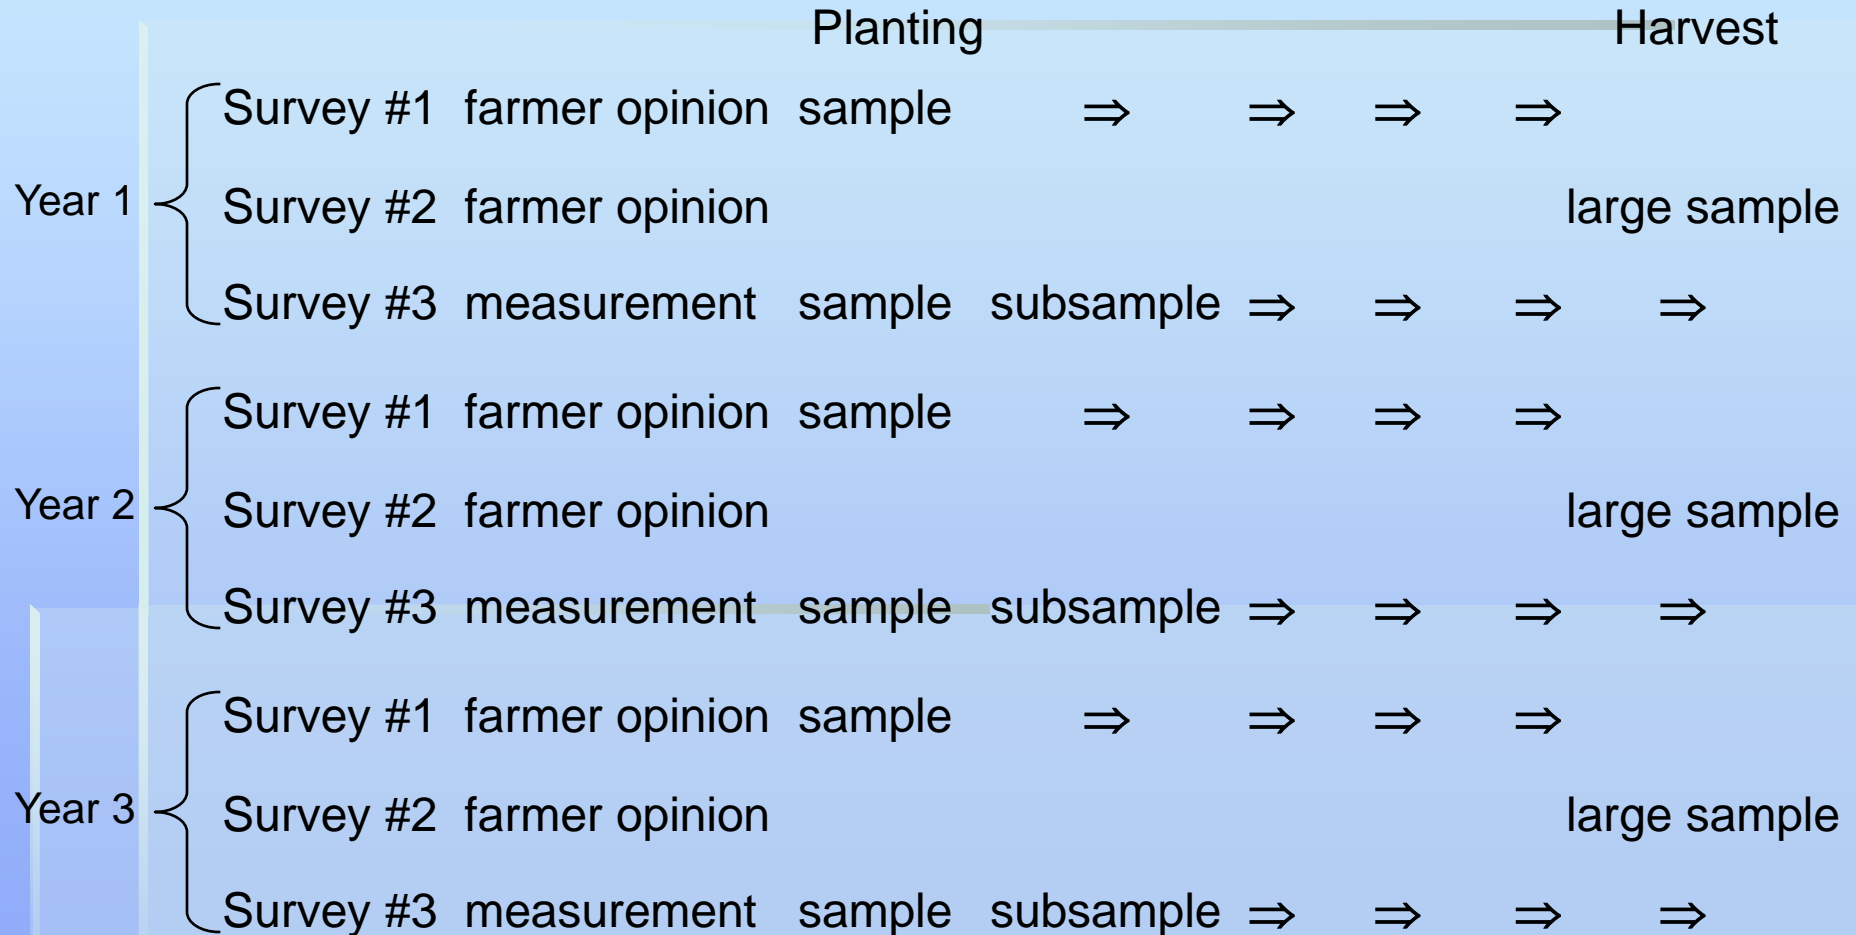 Planting Harvest
Survey #1 farmer opinion sample ⇒ ⇒ ⇒ ⇒
Year 1 Survey #2 farmer opinion large sample
Survey #3 measurement sample subsample ⇒ ⇒ ⇒ ⇒
Survey #1 farmer opinion sample ⇒ ⇒ ⇒ ⇒
Year 2 Survey #2 farmer opinion large sample
Survey #3 measurement sample subsample ⇒ ⇒ ⇒ ⇒
Survey #1 farmer opinion sample ⇒ ⇒ ⇒ ⇒
Year 3 Survey #2 farmer opinion large sample
Survey #3 measurement sample subsample ⇒ ⇒ ⇒ ⇒